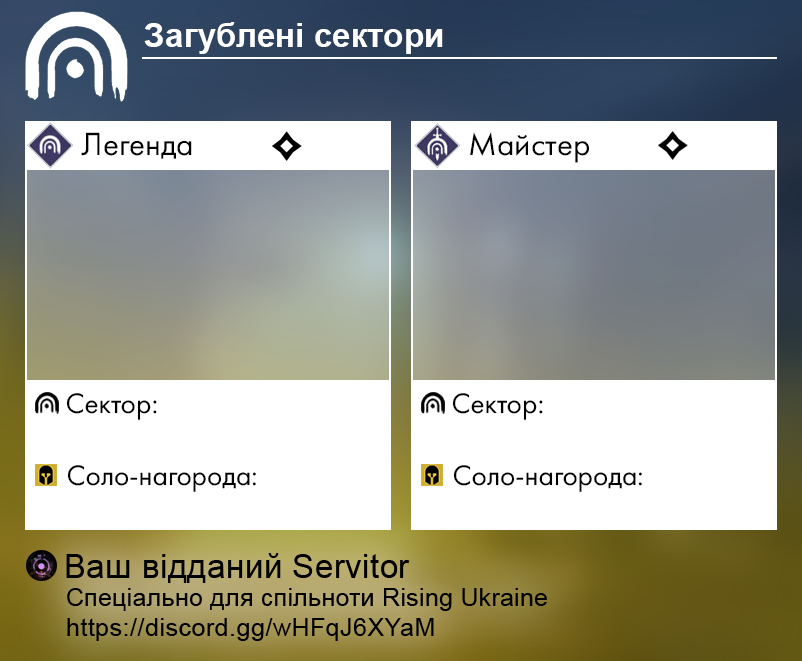 Загублені сектори
Легенда
Майстер
Сектор:
Сектор:
Соло-нагорода:
Соло-нагорода:
Ваш відданий Servitor
Спеціально для спільноти Rising Ukraine
https://discord.gg/wHFqJ6XYaM